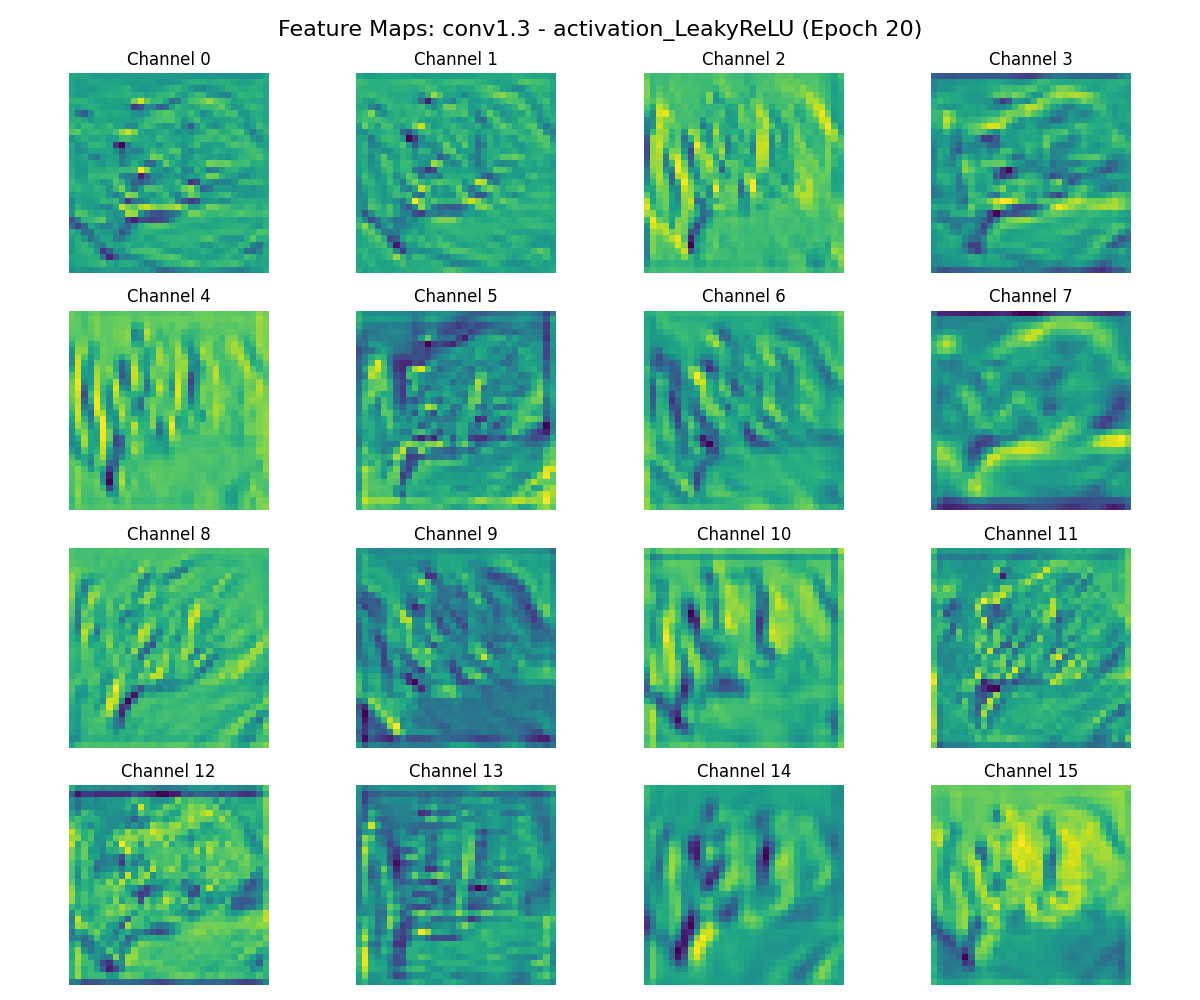 Feature Maps: conv1.3 - activation_LeakyReLU (Epoch 20)
Channel 0
Channel 1
Channel 2
Channel 3
Channel 4
Channel 5
Channel 6
Channel 7
Channel 8
Channel 9
Channel 10
Channel 11
Channel 12
Channel 13
Channel 14
Channel 15